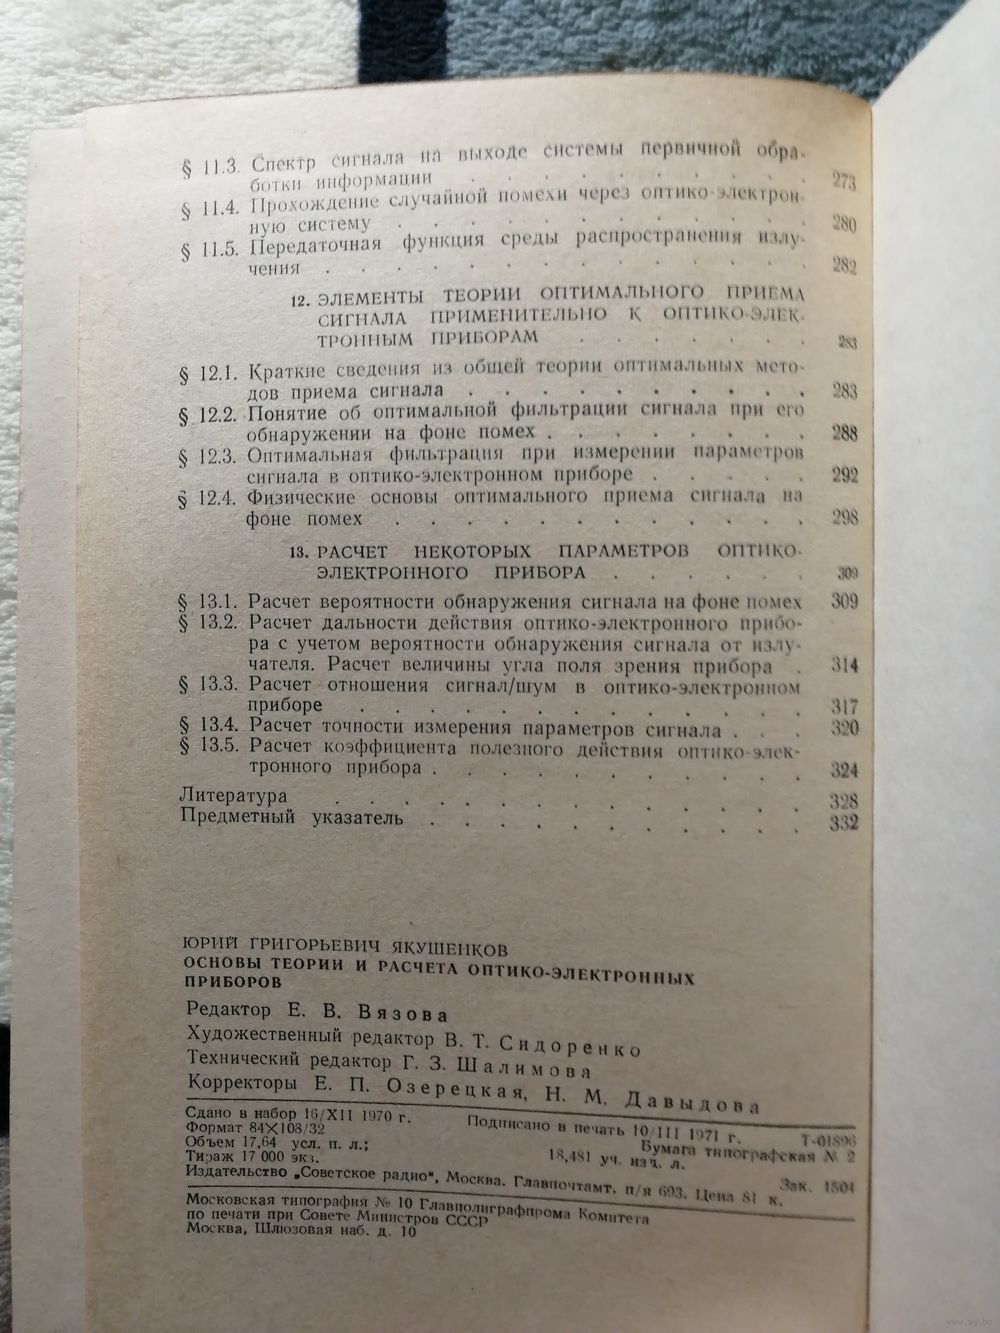 § 11.3. Спектр сигнала на выходе системы первичной обра-
ботки информации . . . . . . . . . . 273
§ 11.4. Прохождение случайной помехи через оптико-электрон-
ную систему . . . . . . . . . . . 280
§ 11.5. Передаточная функция среды распространения излу-
чения . . . . . . . . . . . . 282
12. ЭЛЕМЕНТЫ ТЕОРИИ ОПТИМАЛЬНОГО ПРИЕМА
СИГНАЛА ПРИМЕНИТЕЛЬНО К ОПТИКО-ЭЛЕК-
ТРОННЫМ ПРИБОРАМ . . . . . . . 283
§ 12.1. Краткие сведения из общей теории оптимальных мето-
дов приема сигнала . . . . . . . . . 283
§ 12.2. Понятие об оптимальной фильтрации сигнала при его
обнаружении на фоне помех . . . . . . . 288
§ 12.3. Оптимальная фильтрация при измерении параметров
сигнала в оптико-электронном приборе . . . . . 292
§ 12.4. Физические основы оптимального приема сигнала на
фоне помех . . . . . . . . . . . 298
13. РАСЧЕТ НЕКОТОРЫХ ПАРАМЕТРОВ ОПТИКО-
ЭЛЕКТРОННОГО ПРИБОРА . . . . . . 309
§ 13.1. Расчет вероятности обнаружения сигнала на фоне помех 309
§ 13.2. Расчет дальности действия оптико-электронного прибо-
ра с учетом вероятности обнаружения сигнала от излу-
чателя. Расчет величины угла поля зрения прибора . 314
§ 13.3. Расчет отношения сигнал/шум в оптико-электронном
приборе . . . . . . . . . . . . 317
§ 13.4. Расчет точности измерения параметров сигнала . . . 320
§ 13.5. Расчет коэффициента полезного действия оптико-элек-
тронного прибора . . . . . . . . . . 324
Литература . . . . . . . . . . . 328
Предметный указатель . . . . . . . . . 332
ЮРИЙ ГРИГОРЬЕВИЧ ЯКУШЕНКОВ
ОСНОВЫ ТЕОРИИ И РАСЧЕТА ОПТИКО-ЭЛЕКТРОННЫХ
ПРИБОРОВ
Редактор Е. В. Вязова
Художественный редактор В. Т. Сидоренко
Технический редактор Г. З. Шалимова
Корректоры Е. П. Озерецкая, Н. М. Давыдова
Сдано в набор 16/XII 1970 г. Подписано в печать 10/III 1971 г. Т-01896
Формат 84×108/32 Бумага типографская № 2
Объем 17,64 усл. п. л.; 18,481 уч. изд. л.
Тираж 17 000 экз. Зак. 1504
Издательство „Советское радио“, Москва. Главпочтамт, п/я 693. Цена 81 к.
Московская типография № 10 Главполиграфпрома Комитета
по печати при Совете Министров СССР
Москва, Шлюзовая наб. д. 10
www.ay.by